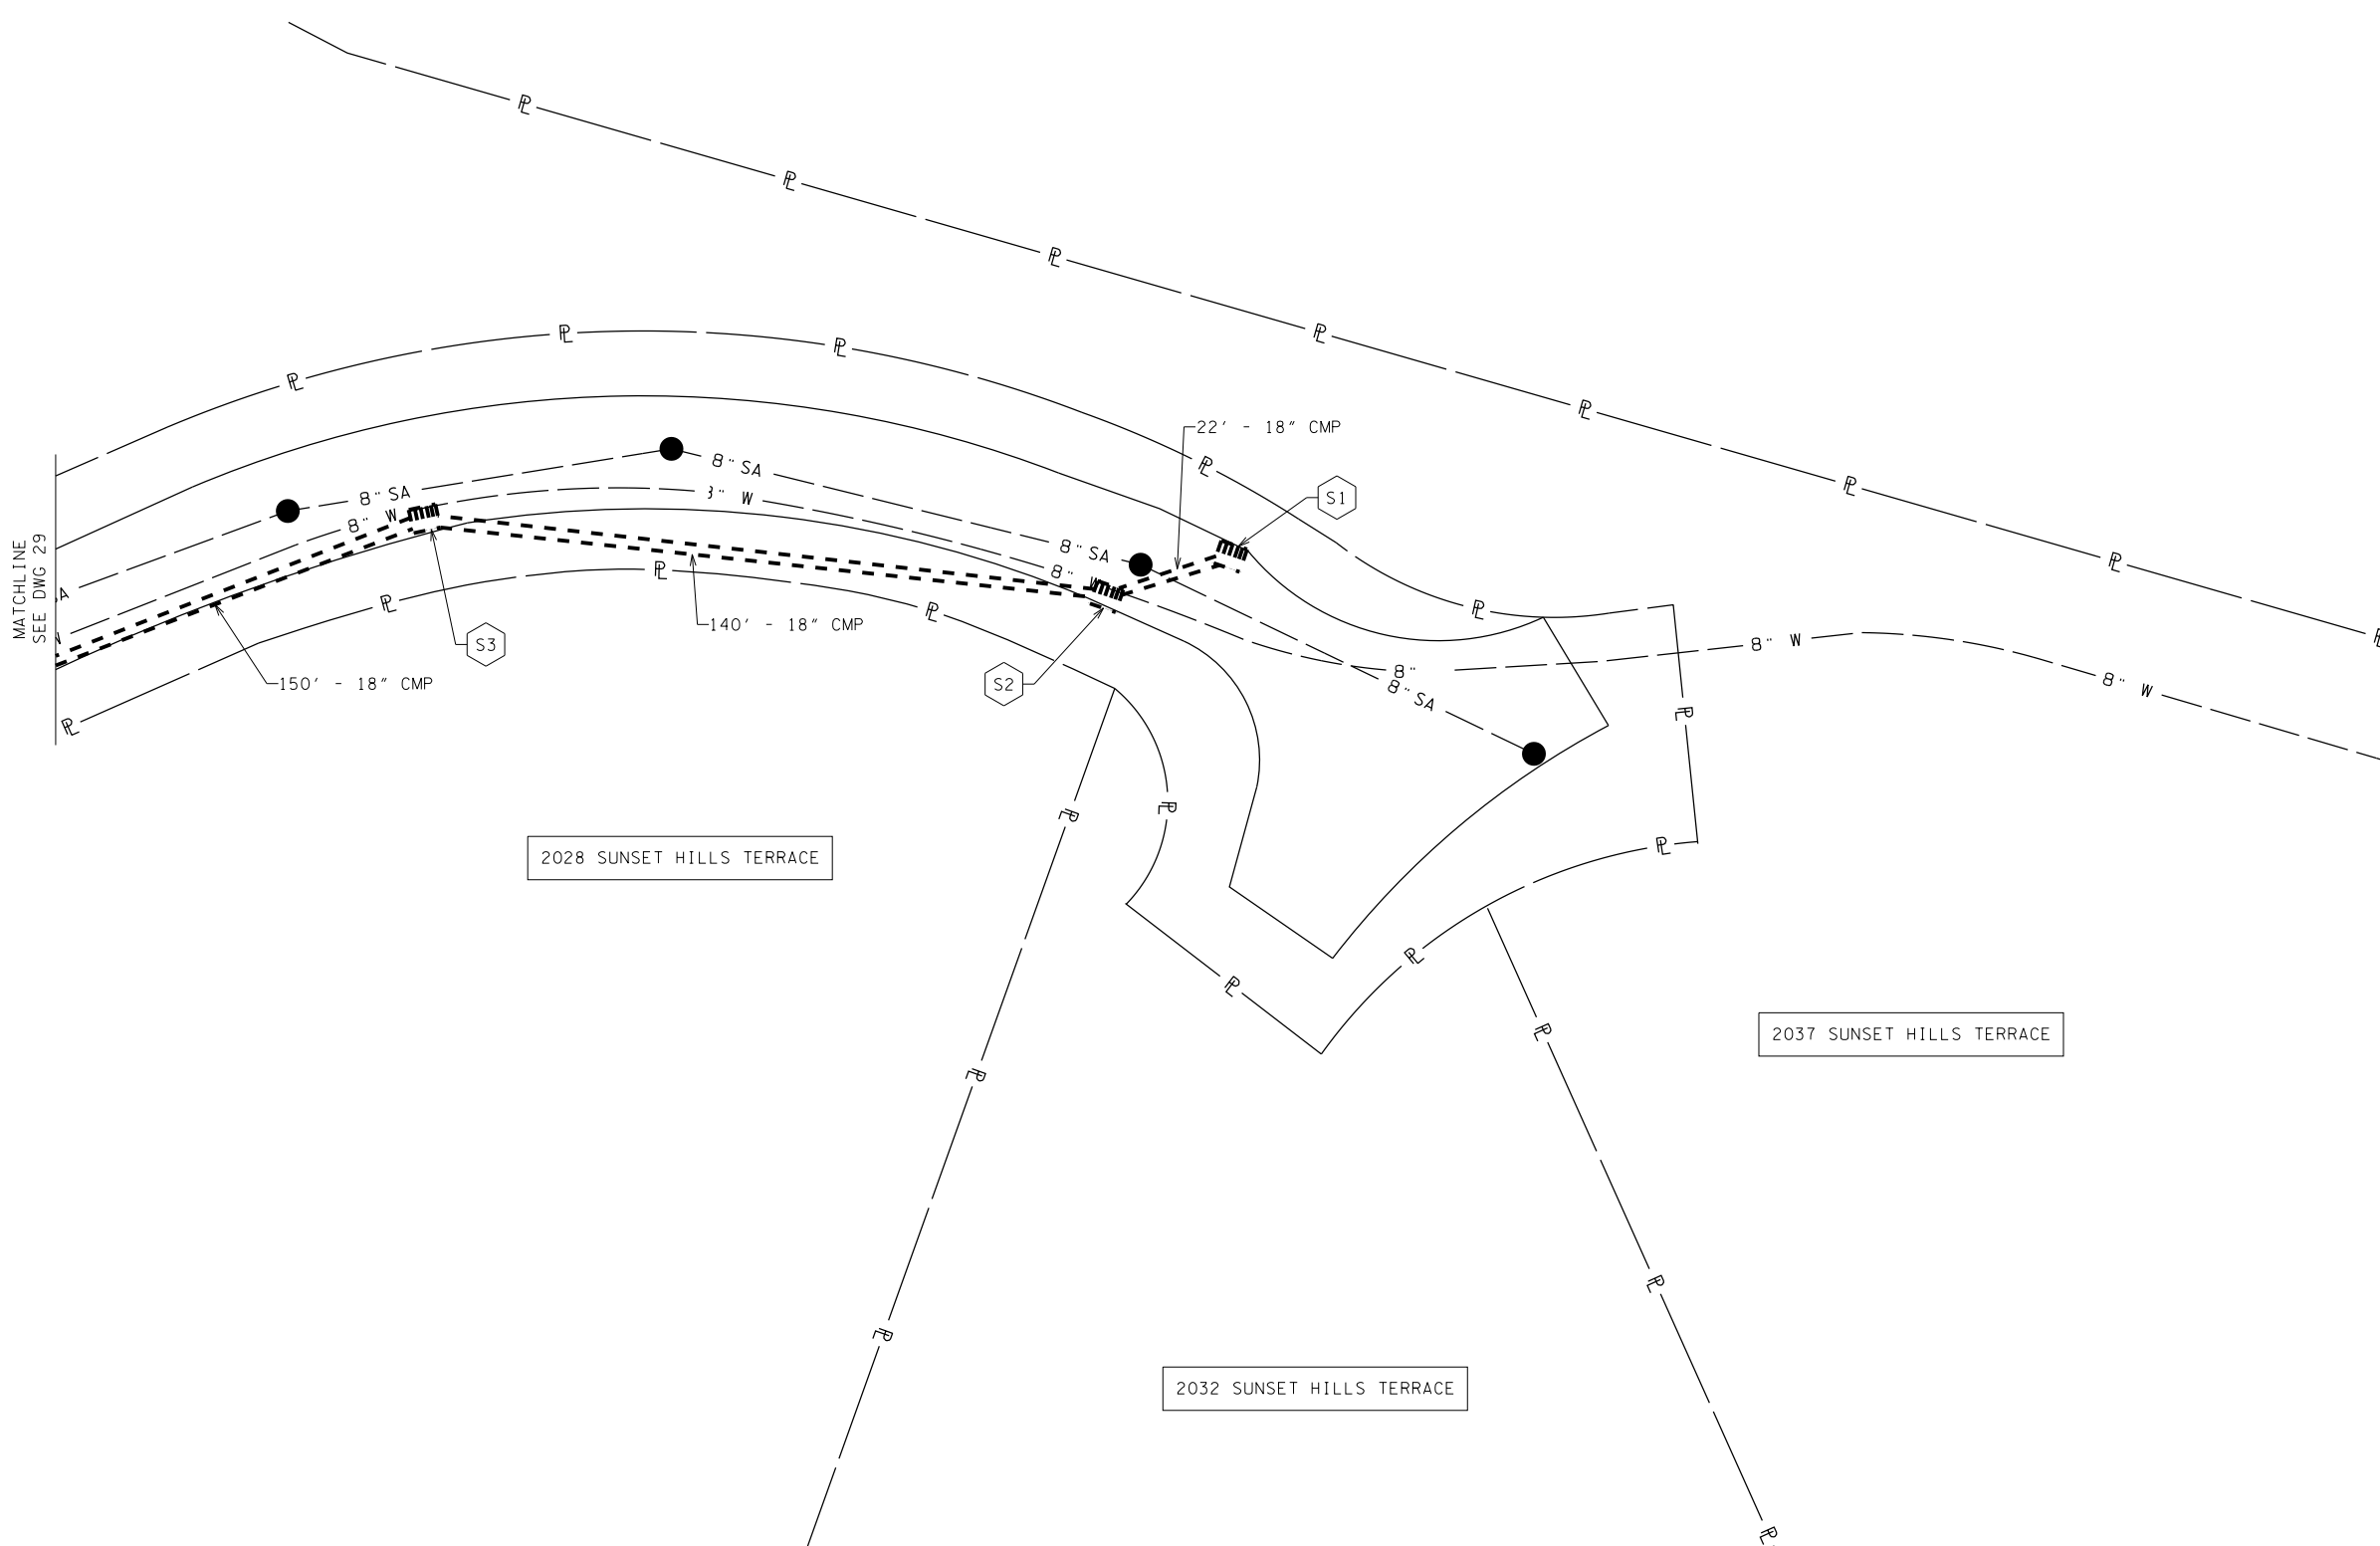 ℄
℄
℄
℄
℄
℄
℄
℄
℄
℄
℄
22′ - 18″ CMP
S1
8" SA
8" SA
8" W
8" W
8" SA
8" W
MATCHLINE
SEE DWG 29
140′ - 18″ CMP
S3
S2
150′ - 18″ CMP
8"
8" SA
8" W
8" W
2028 SUNSET HILLS TERRACE
2037 SUNSET HILLS TERRACE
2032 SUNSET HILLS TERRACE